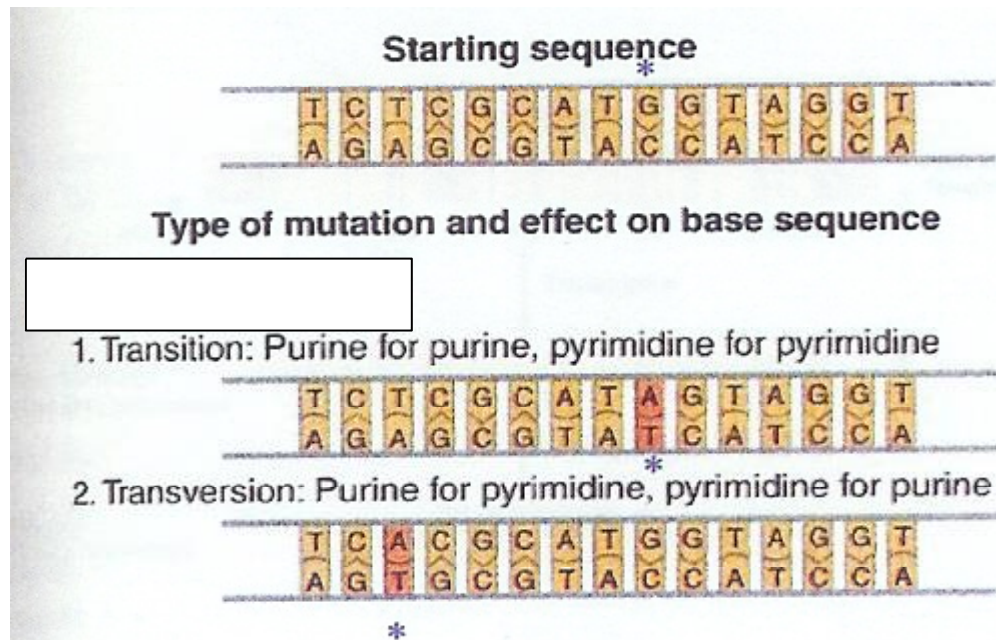 Starting sequence
*
T C T C G C A T G G T A G G T
A G A G C G T A C C A T C C A
Type of mutation and effect on base sequence
1. Transition: Purine for purine, pyrimidine for pyrimidine
T C T C G C A T A G T A G G T
A G A G C G T A T C A T C C A
*
2. Transversion: Purine for pyrimidine, pyrimidine for purine
T C A C G C A T G G T A G G T
A G T G C G T A C C A T C C A
*